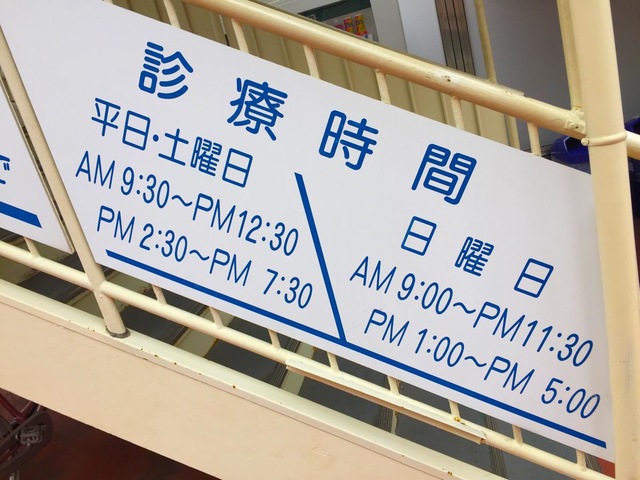 で
診療時間
平日・土曜日
AM 9:30〜PM12:30
PM 2:30〜PM 7:30
日曜日
AM 9:00〜PM11:30
PM 1:00〜PM 5:00